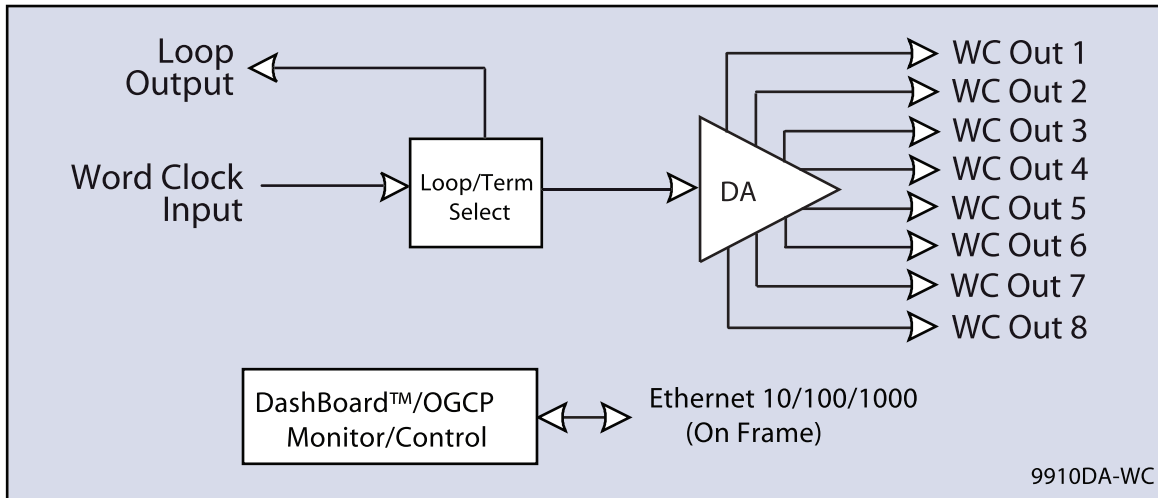 Loop
Output
Word Clock
Input
Loop/Term
Select
DA
WC Out 1
WC Out 2
WC Out 3
WC Out 4
WC Out 5
WC Out 6
WC Out 7
WC Out 8
DashBoard™/OGCP
Monitor/Control
Ethernet 10/100/1000
(On Frame)
9910DA-WC